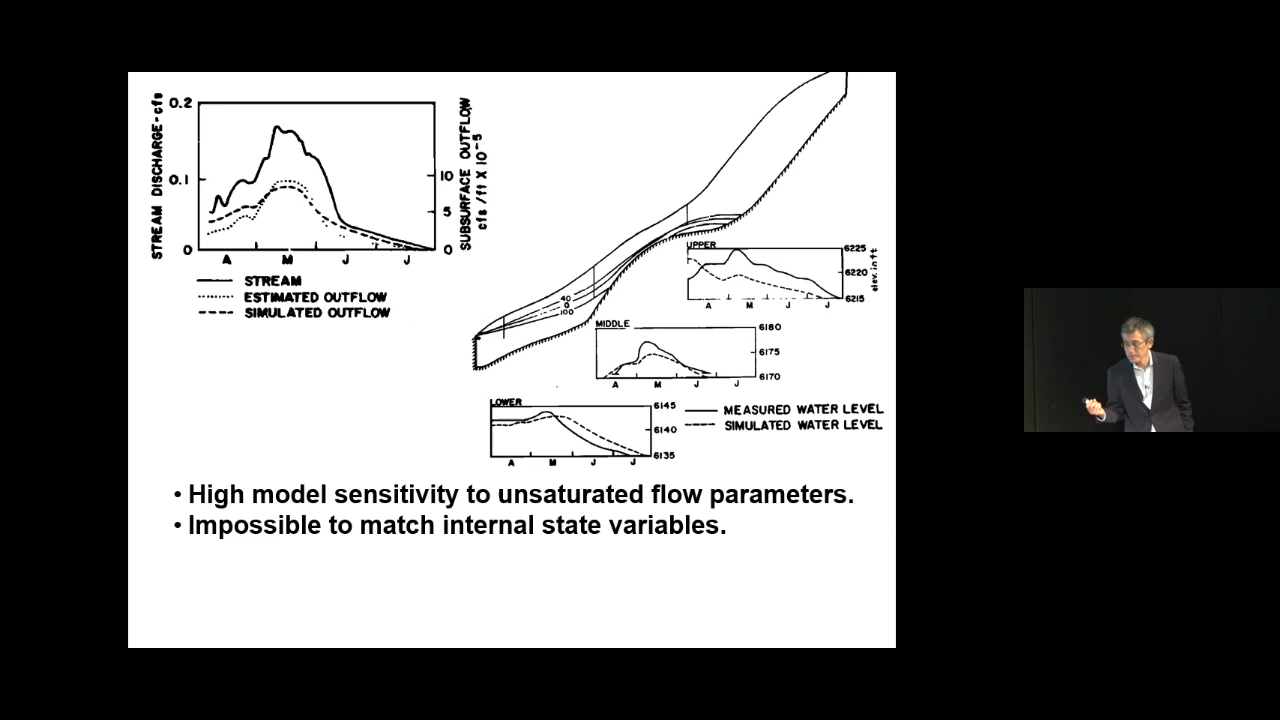 STREAM DISCHARGE-cfs
0.2
0.1
0
A M J J
10
5
0
SUBSURFACE OUTFLOW
cfs /ft X 10⁻⁵
STREAM
ESTIMATED OUTFLOW
SIMULATED OUTFLOW
40
0
100
UPPER
6225
6220
6215
elev. in ft
A M J J
MIDDLE
6180
6175
6170
A M J J
LOWER
6145
6140
6135
A M J J
MEASURED WATER LEVEL
SIMULATED WATER LEVEL
• High model sensitivity to unsaturated flow parameters.
• Impossible to match internal state variables.